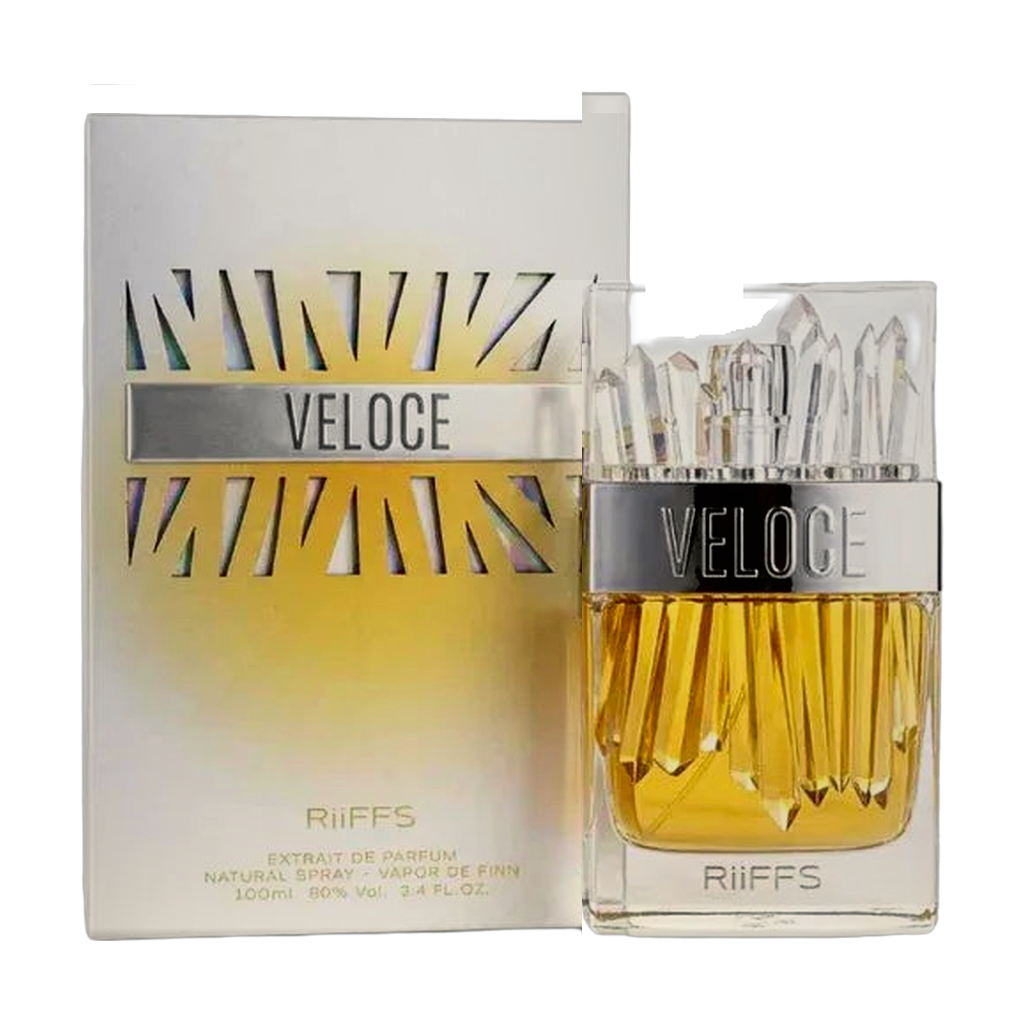 VELOCE
RiiFFS
EXTRAIT DE PARFUM
NATURAL SPRAY - VAPOR DE FINN
100ml 80% Vol. 3.4 FL.OZ.
VELOCE
RiiFFS